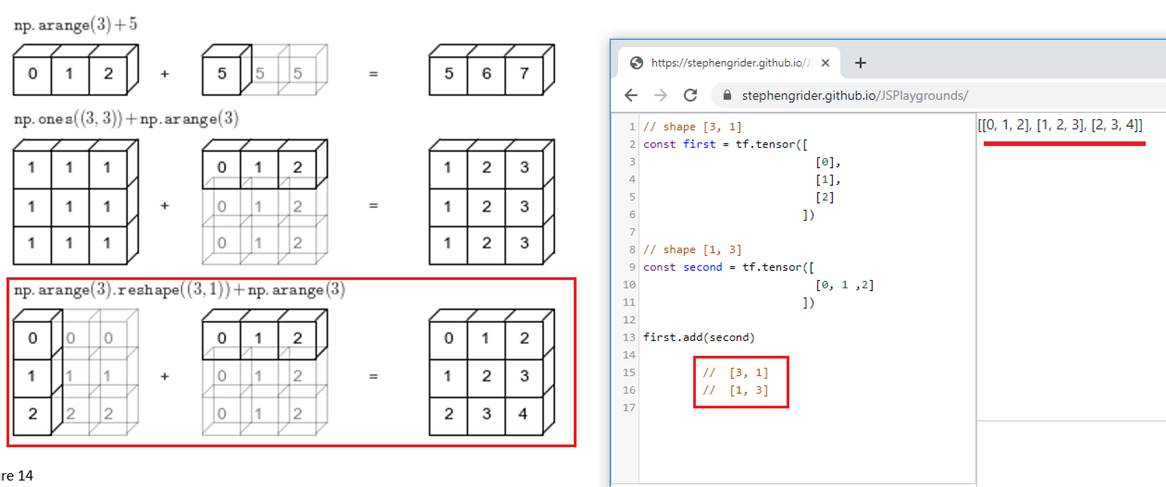 np.arange(3)+5
0 1 2 + 5 5 5 = 5 6 7
np.ones((3,3))+np.arange(3)
1 1 1 0 1 2 1 2 3
1 1 1 + 0 1 2 = 1 2 3
1 1 1 0 1 2 1 2 3
np.arange(3).reshape((3,1))+np.arange(3)
0 0 0 0 1 2 0 1 2
1 1 1 + 0 1 2 = 1 2 3
2 2 2 0 1 2 2 3 4
re 14
https://stephengrider.github.io/J × +
stephengrider.github.io/JSPlaygrounds/
1 // shape [3, 1]
2 const first = tf.tensor([
3 [0],
4 [1],
5 [2]
6 ])
7
8 // shape [1, 3]
9 const second = tf.tensor([
10 [0, 1 ,2]
11 ])
12
13 first.add(second)
14
15 // [3, 1]
16 // [1, 3]
17
[[0, 1, 2], [1, 2, 3], [2, 3, 4]]